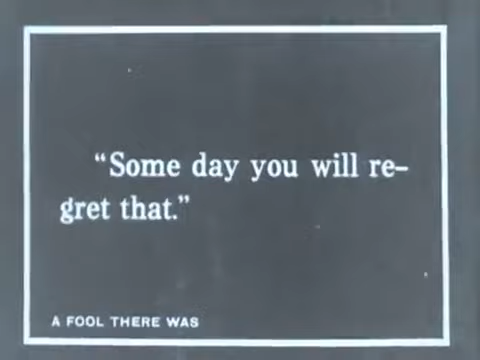 “Some day you will re-
gret that.”
A FOOL THERE WAS